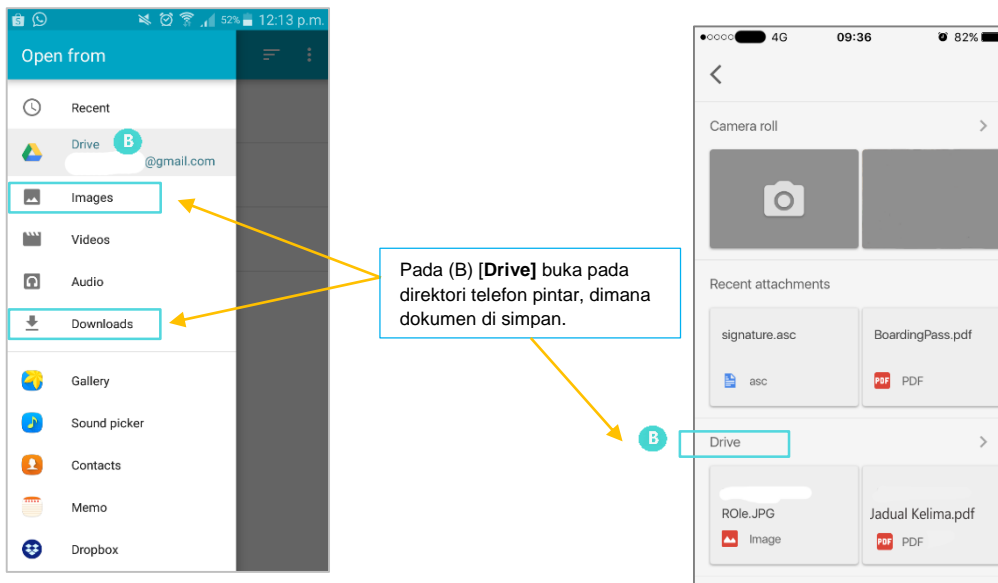 52% 12:13 p.m.
Open from
Recent
Drive B
@gmail.com
Images
Videos
Audio
Downloads
Gallery
Sound picker
Contacts
Memo
Dropbox
Pada (B) [Drive] buka pada
direktori telefon pintar, dimana
dokumen di simpan.
4G 09:36 82%
Camera roll
Recent attachments
signature.asc BoardingPass.pdf
asc PDF PDF
B Drive
ROle.JPG Jadual Kelima.pdf
Image PDF PDF